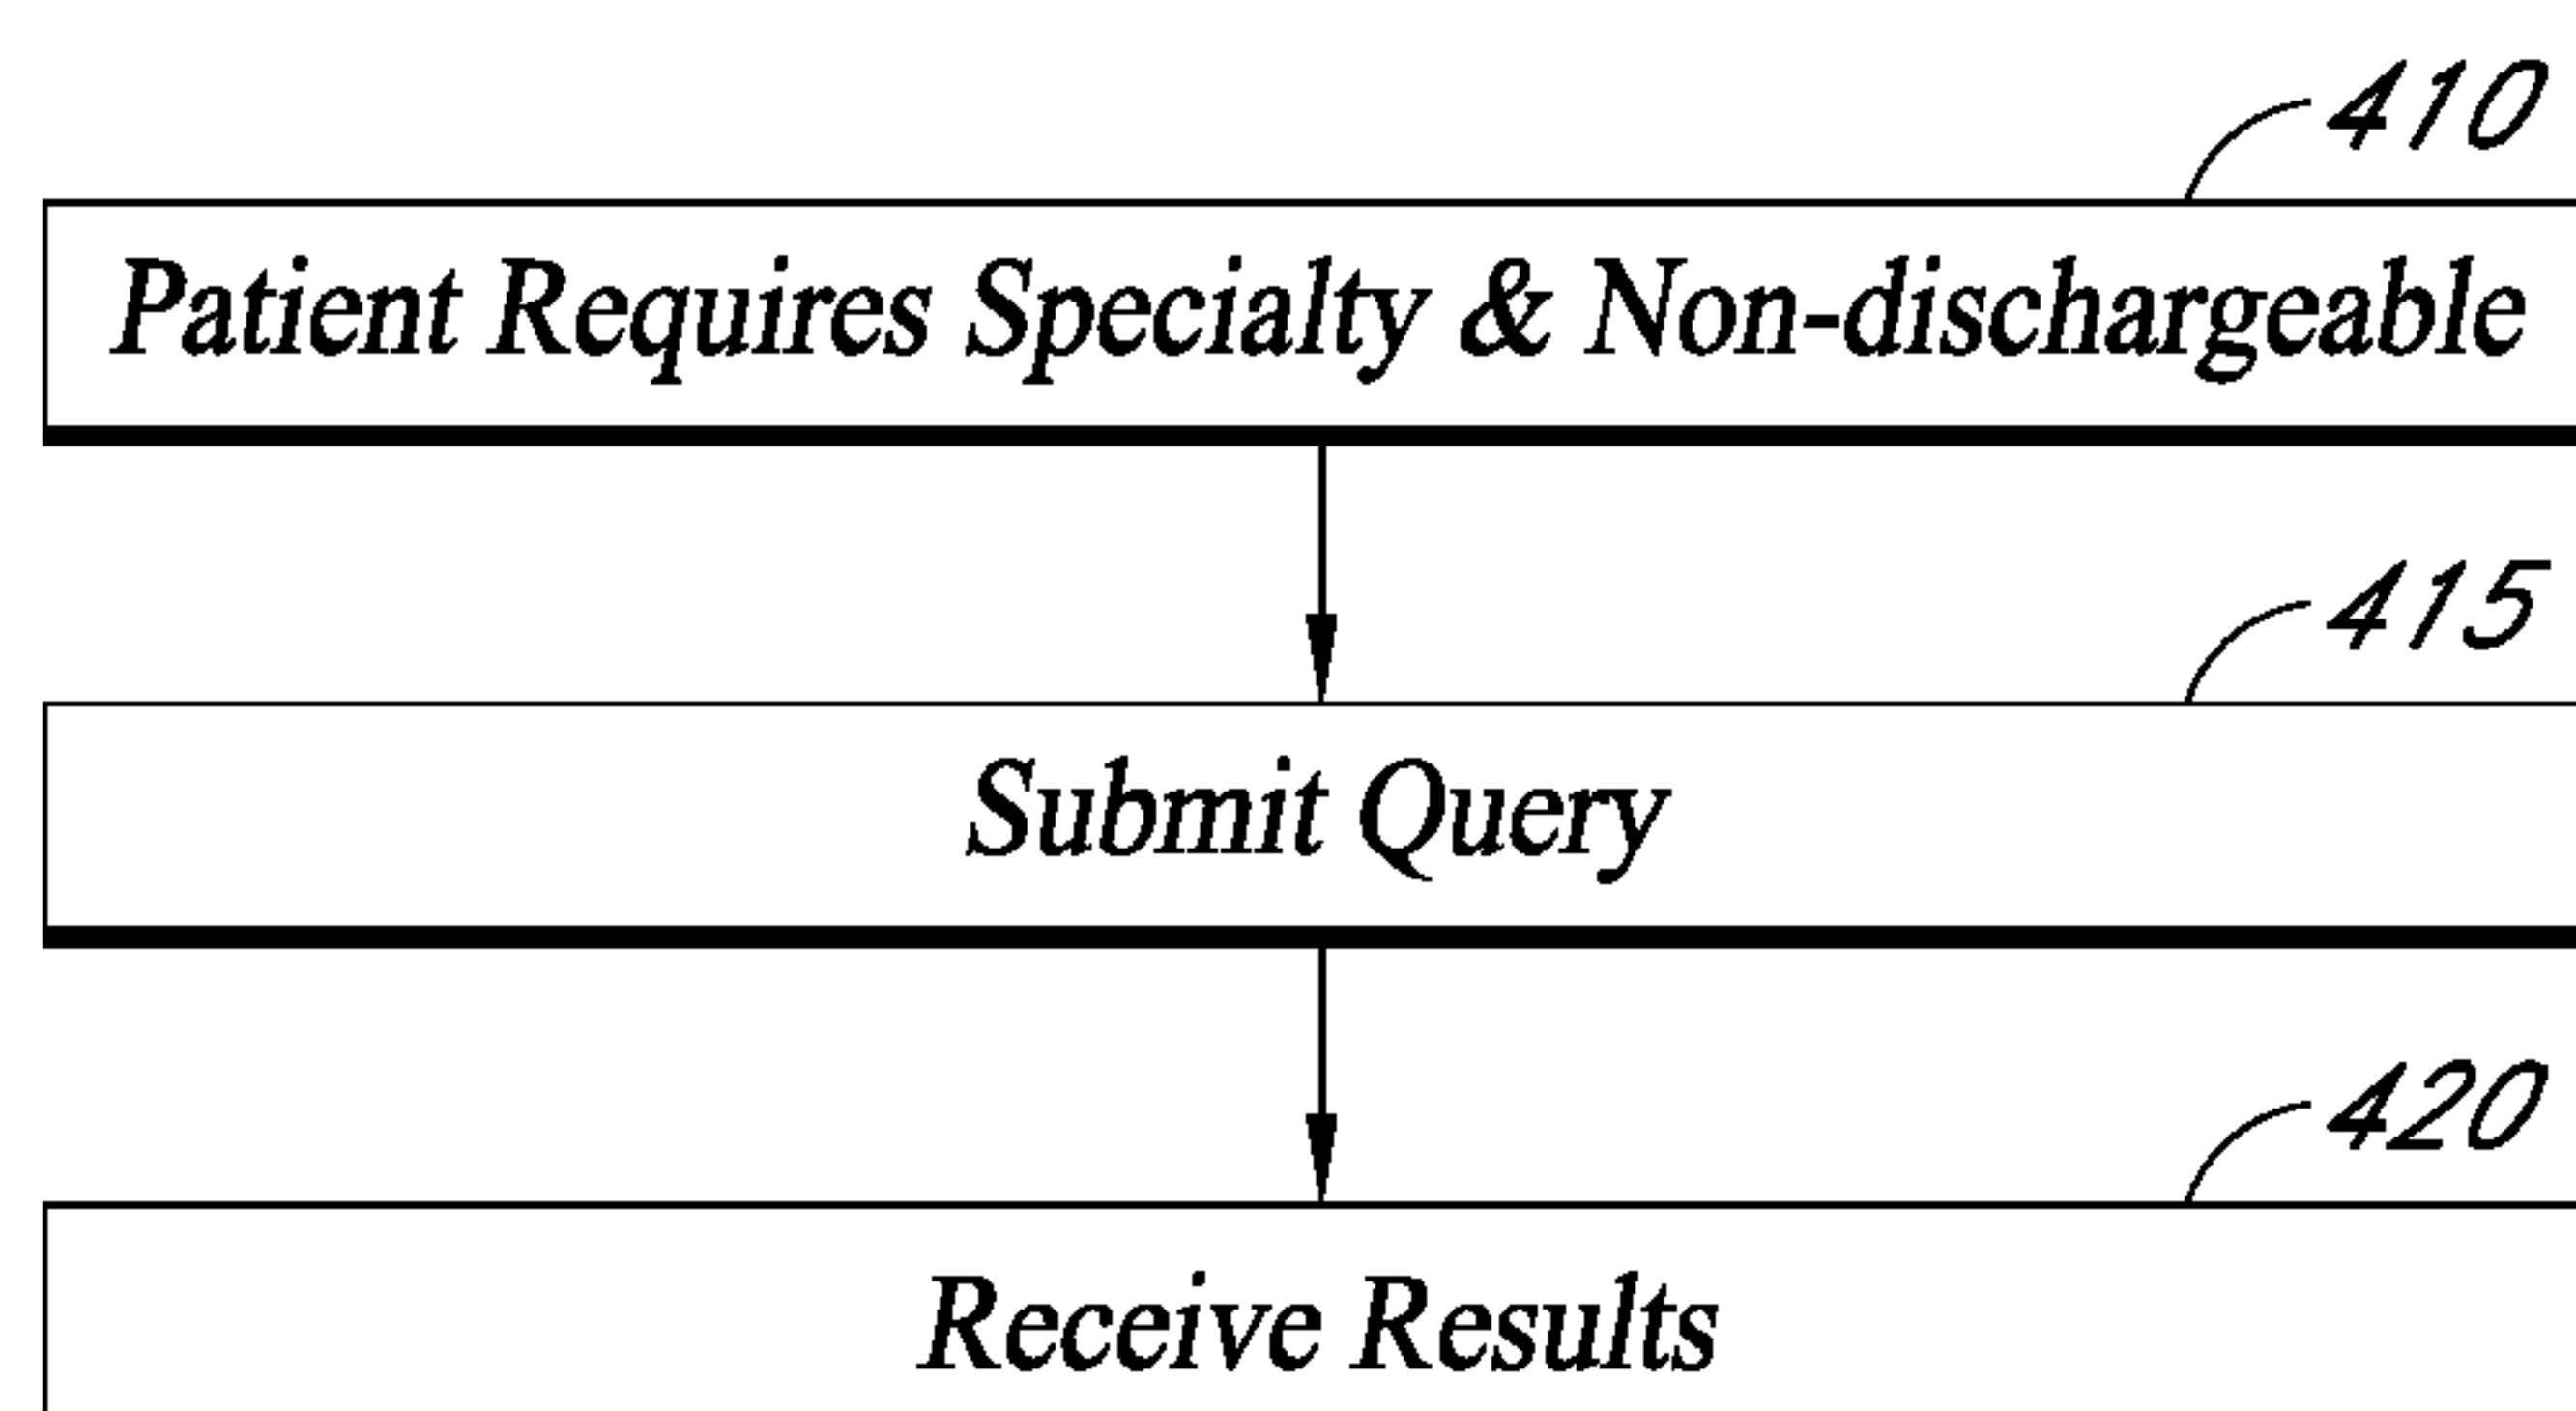 410
Patient Requires Specialty & Non-dischargeable
415
Submit Query
420
Receive Results